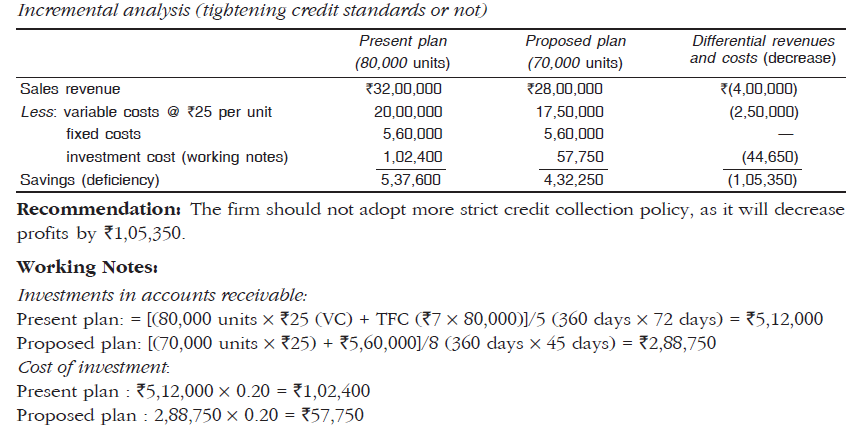 Incremental analysis (tightening credit standards or not)
Present plan Proposed plan Differential revenues
(80,000 units) (70,000 units) and costs (decrease)
Sales revenue ₹32,00,000 ₹28,00,000 ₹(4,00,000)
Less: variable costs @ ₹25 per unit 20,00,000 17,50,000 (2,50,000)
fixed costs 5,60,000 5,60,000 —
investment cost (working notes) 1,02,400 57,750 (44,650)
Savings (deficiency) 5,37,600 4,32,250 (1,05,350)
Recommendation: The firm should not adopt more strict credit collection policy, as it will decrease
profits by ₹1,05,350.
Working Notes:
Investments in accounts receivable:
Present plan: = [(80,000 units × ₹25 (VC) + TFC (₹7 × 80,000)]/5 (360 days × 72 days) = ₹5,12,000
Proposed plan: [(70,000 units × ₹25) + ₹5,60,000]/8 (360 days × 45 days) = ₹2,88,750
Cost of investment:
Present plan : ₹5,12,000 × 0.20 = ₹1,02,400
Proposed plan : 2,88,750 × 0.20 = ₹57,750